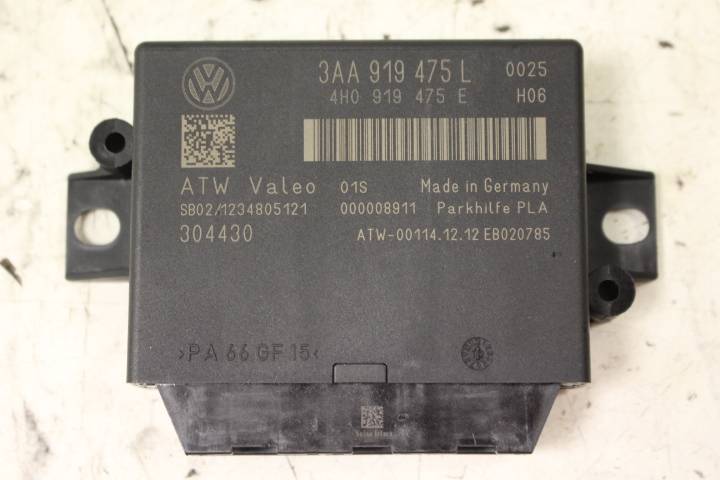 3AA 919 475 L 0025
4H0 919 475 E H06
ATW Valeo 01S Made in Germany
SB02/1234805121 000008911 Parkhilfe PLA
304430 ATW-00114.12.12 EB020785
>PA 66 GF 15<